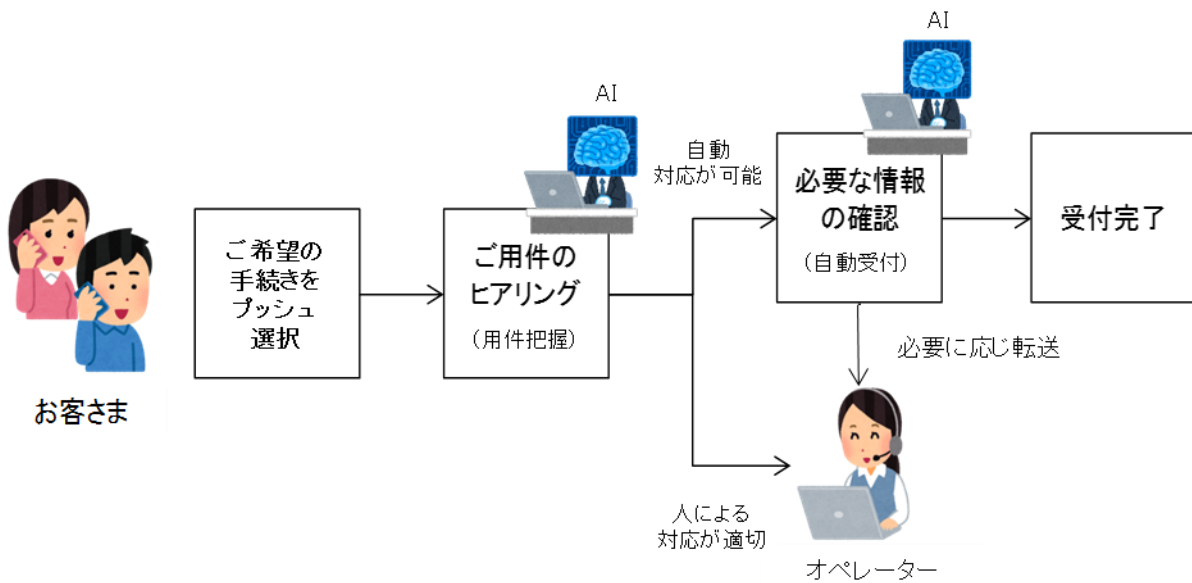 お客さま
ご希望の
手続きを
プッシュ
選択
AI
ご用件の
ヒアリング
(用件把握)
自動
対応が可能
AI
必要な情報
の確認
(自動受付)
受付完了
必要に応じ転送
人による
対応が適切
オペレーター